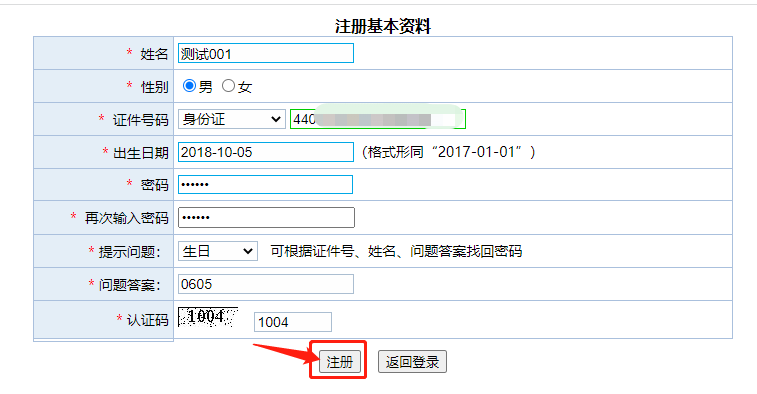 注册基本资料
* 姓名 测试001
* 性别 男 女
* 证件号码 身份证 440
* 出生日期 2018-10-05 （格式形同“2017-01-01”）
* 密码 ••••••
* 再次输入密码 ••••••
* 提示问题： 生日 可根据证件号、姓名、问题答案找回密码
* 问题答案： 0605
* 认证码 1004 1004
注册 返回登录